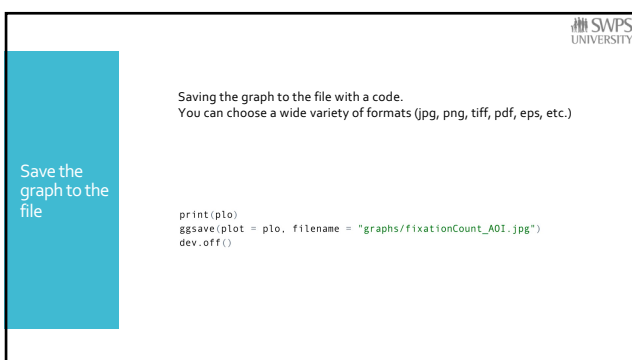 SWPS
UNIVERSITY
Saving the graph to the file with a code.
You can choose a wide variety of formats (jpg, png, tiff, pdf, eps, etc.)
Save the
graph to the
file
print(plo)
ggsave(plot = plo, filename = "graphs/fixationCount_AOI.jpg")
dev.off()